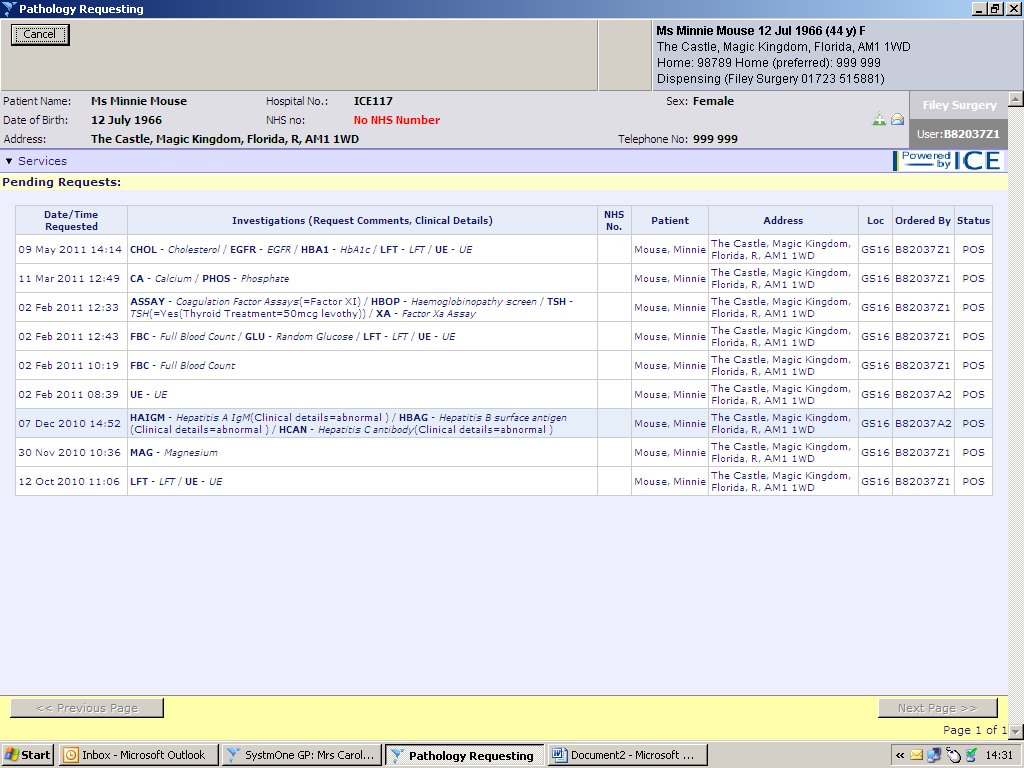 Pathology Requesting
Cancel
Ms Minnie Mouse 12 Jul 1966 (44 y) F
The Castle, Magic Kingdom, Florida, AM1 1WD
Home: 98789 Home (preferred): 999 999
Dispensing (Filey Surgery 01723 515881)
Patient Name: Ms Minnie Mouse Hospital No.: ICE117 Sex: Female
Filey Surgery
Date of Birth: 12 July 1966 NHS no: No NHS Number
User:B82037Z1
Address: The Castle, Magic Kingdom, Florida, R, AM1 1WD Telephone No: 999 999
▼ Services
Powered by ICE
Pending Requests:
Date/Time Requested Investigations (Request Comments, Clinical Details) NHS No. Patient Address Loc Ordered By Status
09 May 2011 14:14 CHOL - Cholesterol / EGFR - EGFR / HBA1 - HbA1c / LFT - LFT / UE - UE Mouse, Minnie The Castle, Magic Kingdom, Florida, R, AM1 1WD GS16 B82037Z1 POS
11 Mar 2011 12:49 CA - Calcium / PHOS - Phosphate Mouse, Minnie The Castle, Magic Kingdom, Florida, R, AM1 1WD GS16 B82037Z1 POS
02 Feb 2011 12:33 ASSAY - Coagulation Factor Assays(=Factor XI) / HBOP - Haemoglobinopathy screen / TSH - TSH(=Yes(Thyroid Treatment=50mcg levothy)) / XA - Factor Xa Assay Mouse, Minnie The Castle, Magic Kingdom, Florida, R, AM1 1WD GS16 B82037Z1 POS
02 Feb 2011 12:43 FBC - Full Blood Count / GLU - Random Glucose / LFT - LFT / UE - UE Mouse, Minnie The Castle, Magic Kingdom, Florida, R, AM1 1WD GS16 B82037Z1 POS
02 Feb 2011 10:19 FBC - Full Blood Count Mouse, Minnie The Castle, Magic Kingdom, Florida, R, AM1 1WD GS16 B82037Z1 POS
02 Feb 2011 08:39 UE - UE Mouse, Minnie The Castle, Magic Kingdom, Florida, R, AM1 1WD GS16 B82037A2 POS
07 Dec 2010 14:52 HAIGM - Hepatitis A IgM(Clinical details=abnormal ) / HBAG - Hepatitis B surface antigen (Clinical details=abnormal ) / HCAN - Hepatitis C antibody(Clinical details=abnormal ) Mouse, Minnie The Castle, Magic Kingdom, Florida, R, AM1 1WD GS16 B82037A2 POS
30 Nov 2010 10:36 MAG - Magnesium Mouse, Minnie The Castle, Magic Kingdom, Florida, R, AM1 1WD GS16 B82037Z1 POS
12 Oct 2010 11:06 LFT - LFT / UE - UE Mouse, Minnie The Castle, Magic Kingdom, Florida, R, AM1 1WD GS16 B82037Z1 POS
<< Previous Page Next Page >>
Page 1 of 1
Start Inbox - Microsoft Outlook SystmOne GP: Mrs Carol... Pathology Requesting Document2 - Microsoft ... « 14:31